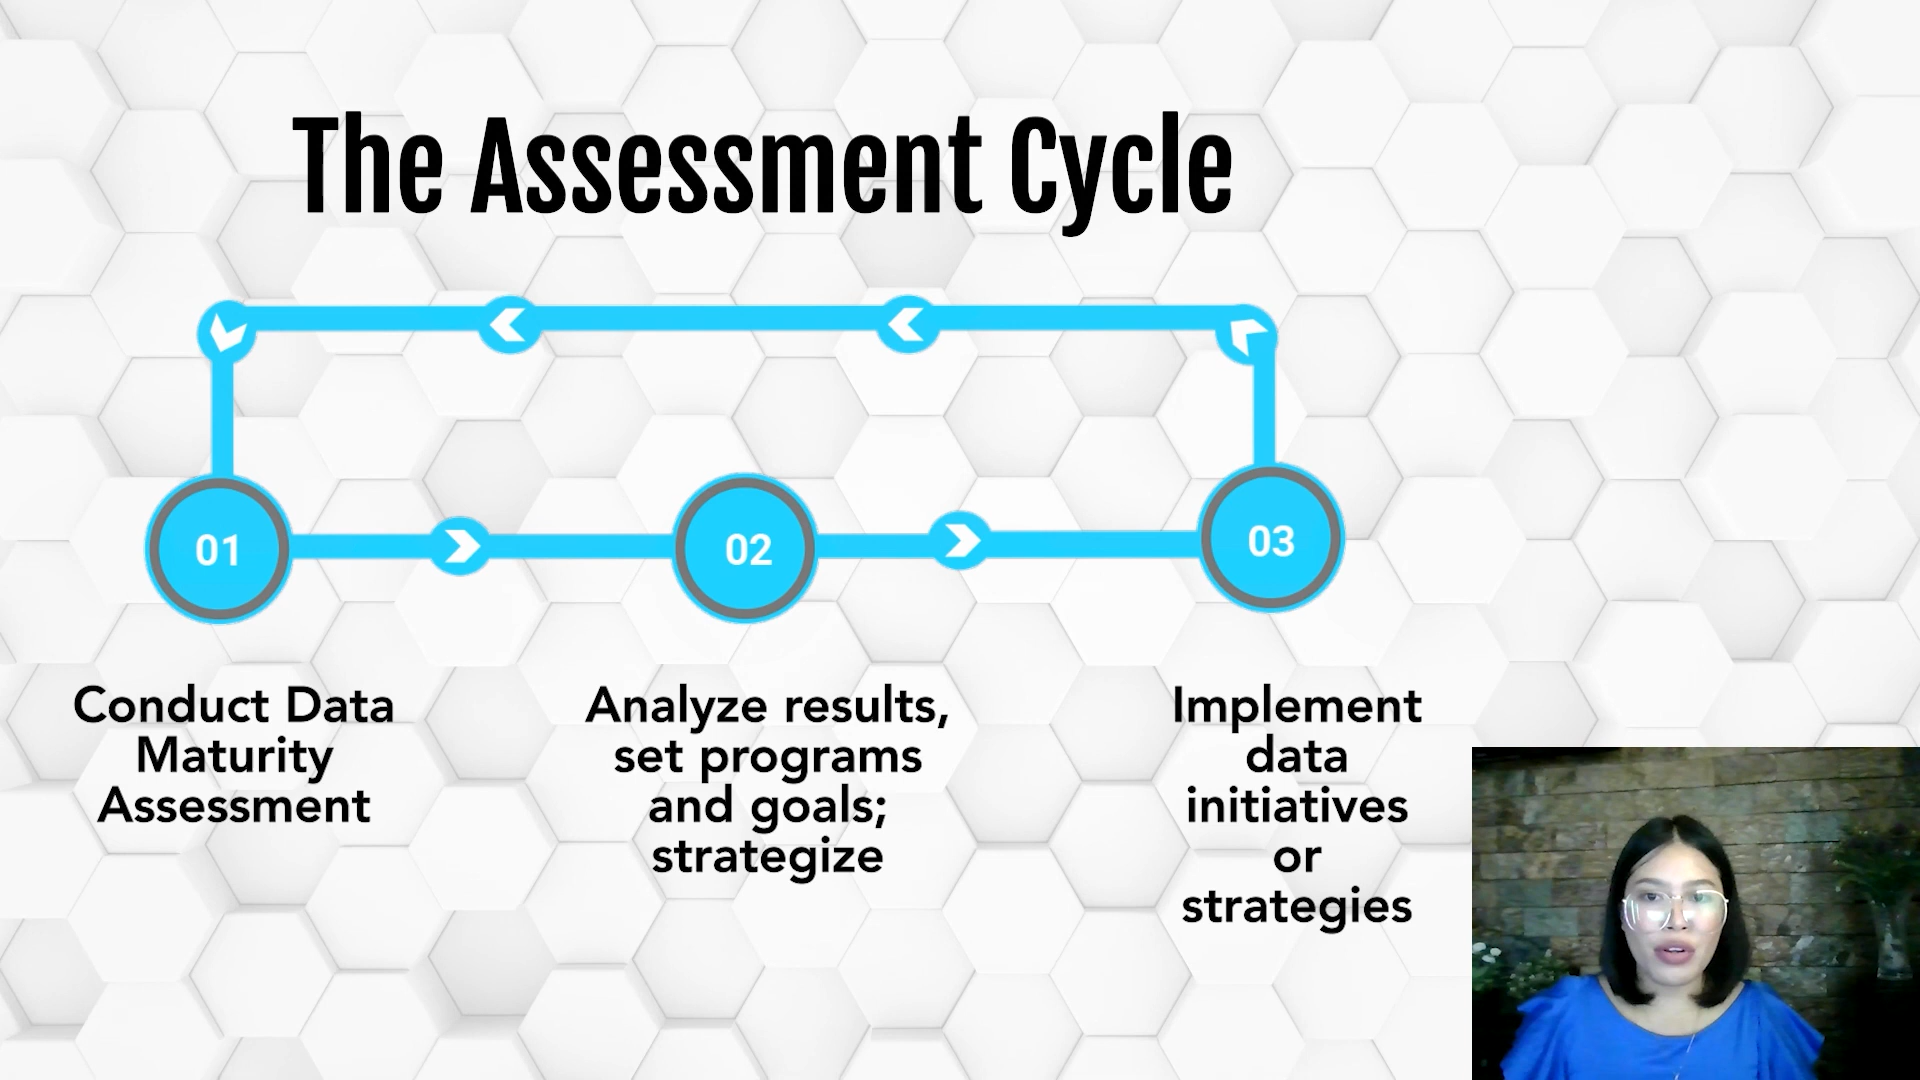 The Assessment Cycle
01
02
03
Conduct Data
Maturity
Assessment
Analyze results,
set programs
and goals;
strategize
Implement
data
initiatives
or
strategies